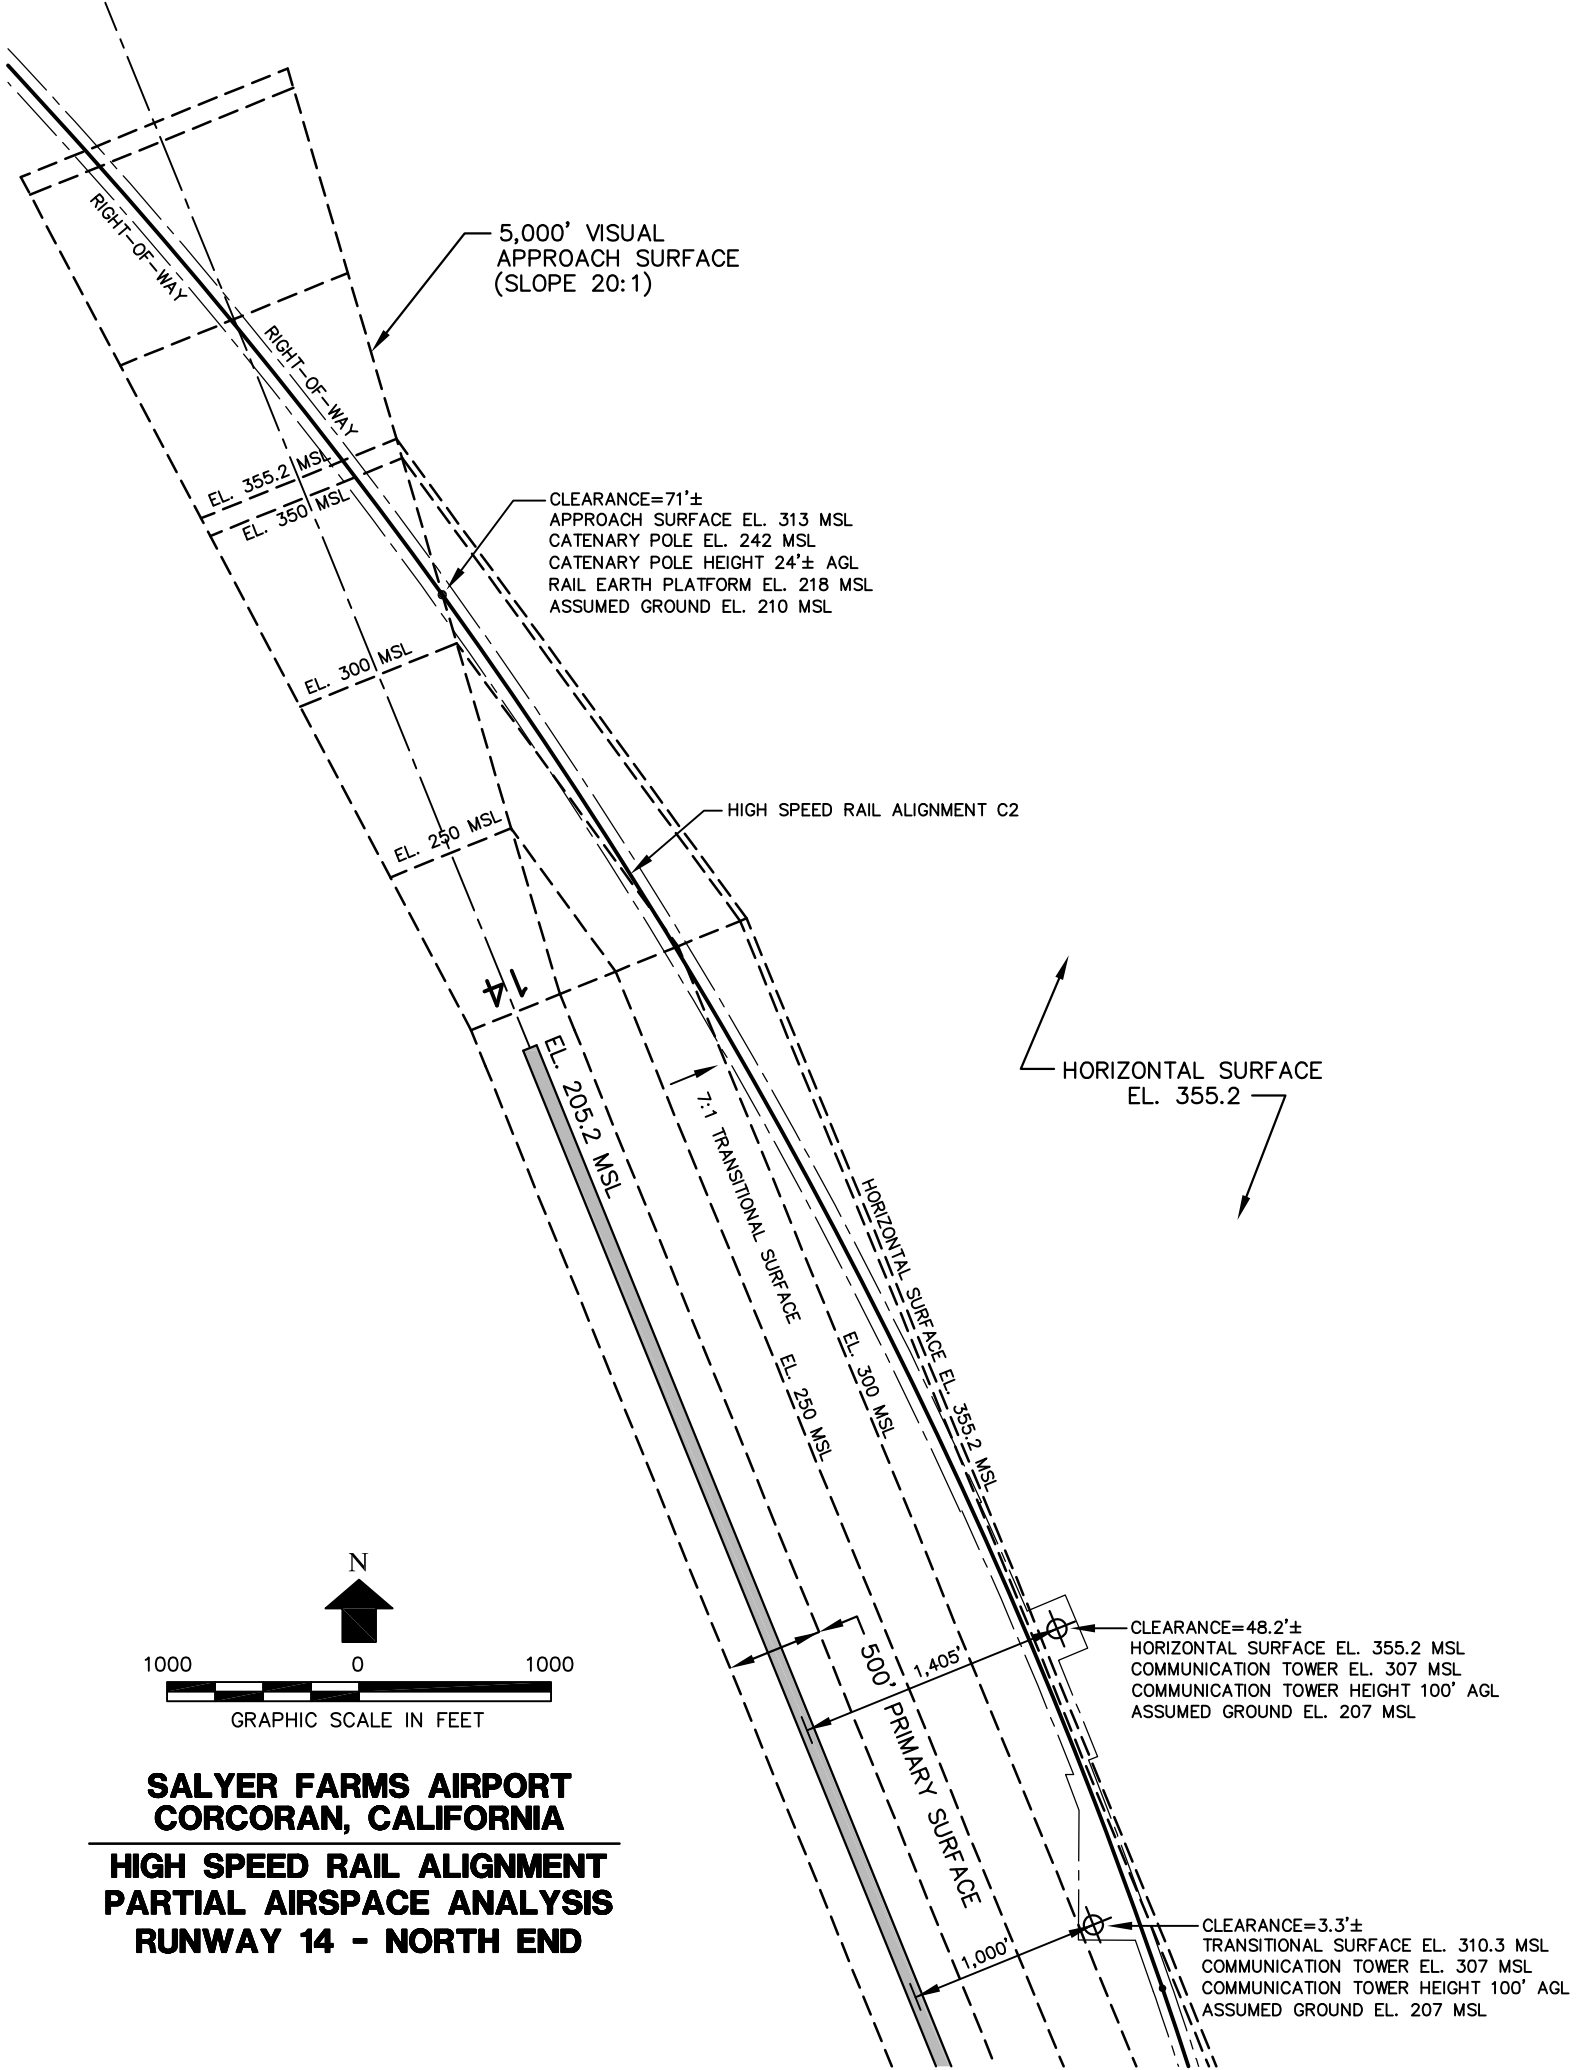 RIGHT-OF-WAY
5,000' VISUAL
APPROACH SURFACE
(SLOPE 20:1)
RIGHT-OF-WAY
EL. 355.2 MSL
EL. 350 MSL
CLEARANCE=71'±
APPROACH SURFACE EL. 313 MSL
CATENARY POLE EL. 242 MSL
CATENARY POLE HEIGHT 24'± AGL
RAIL EARTH PLATFORM EL. 218 MSL
ASSUMED GROUND EL. 210 MSL
EL. 300 MSL
HIGH SPEED RAIL ALIGNMENT C2
EL. 250 MSL
14
EL. 205.2 MSL
7:1 TRANSITIONAL SURFACE
HORIZONTAL SURFACE
EL. 355.2
HORIZONTAL SURFACE EL. 355.2 MSL
EL. 250 MSL
EL. 300 MSL
N
1000 0 1000
GRAPHIC SCALE IN FEET
500' PRIMARY SURFACE
1,405'
CLEARANCE=48.2'±
HORIZONTAL SURFACE EL. 355.2 MSL
COMMUNICATION TOWER EL. 307 MSL
COMMUNICATION TOWER HEIGHT 100' AGL
ASSUMED GROUND EL. 207 MSL
SALYER FARMS AIRPORT
CORCORAN, CALIFORNIA
HIGH SPEED RAIL ALIGNMENT
PARTIAL AIRSPACE ANALYSIS
RUNWAY 14 - NORTH END
1,000'
CLEARANCE=3.3'±
TRANSITIONAL SURFACE EL. 310.3 MSL
COMMUNICATION TOWER EL. 307 MSL
COMMUNICATION TOWER HEIGHT 100' AGL
ASSUMED GROUND EL. 207 MSL